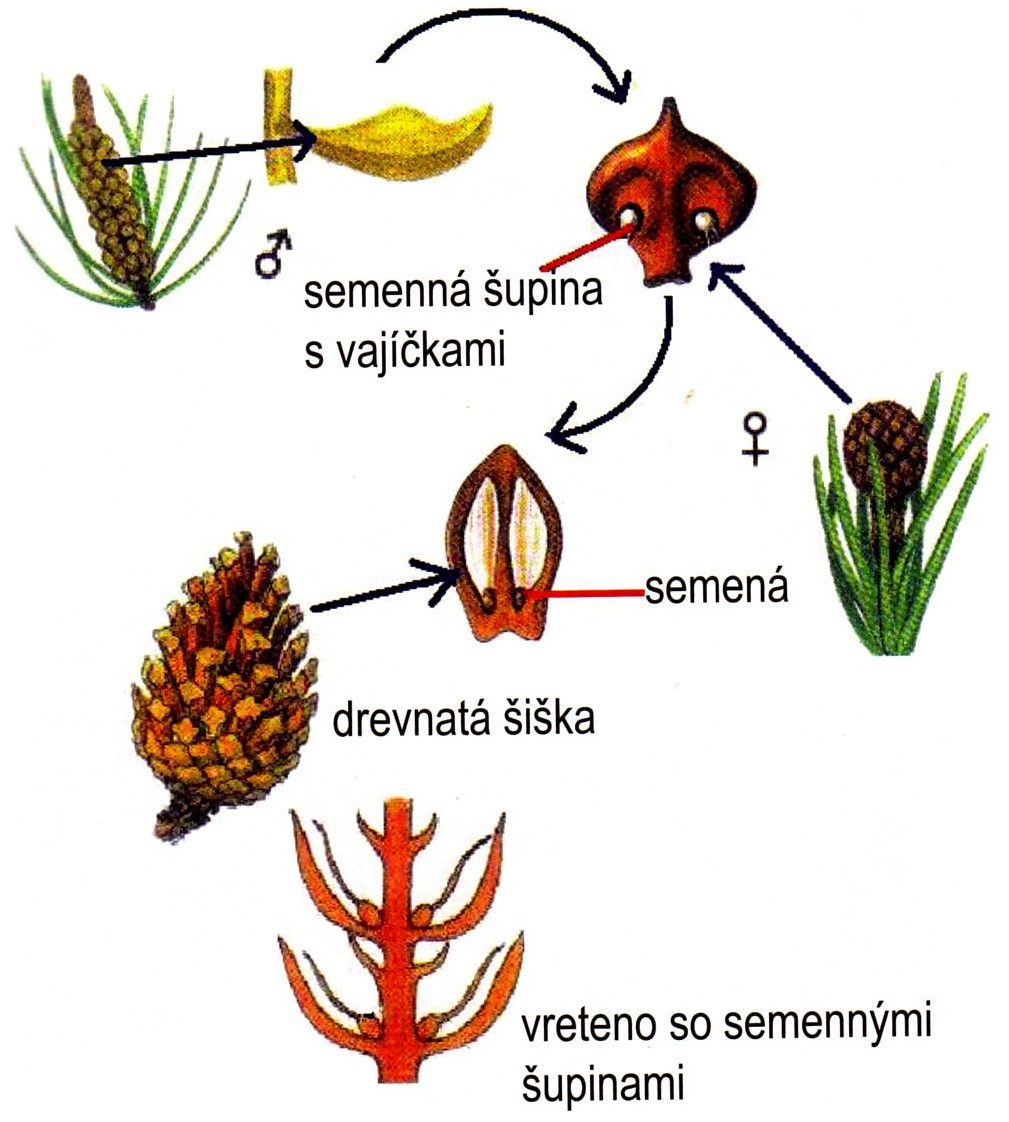 ♂
semenná šupina
s vajíčkami
♀
semená
drevnatá šiška
vreteno so semennými
šupinami